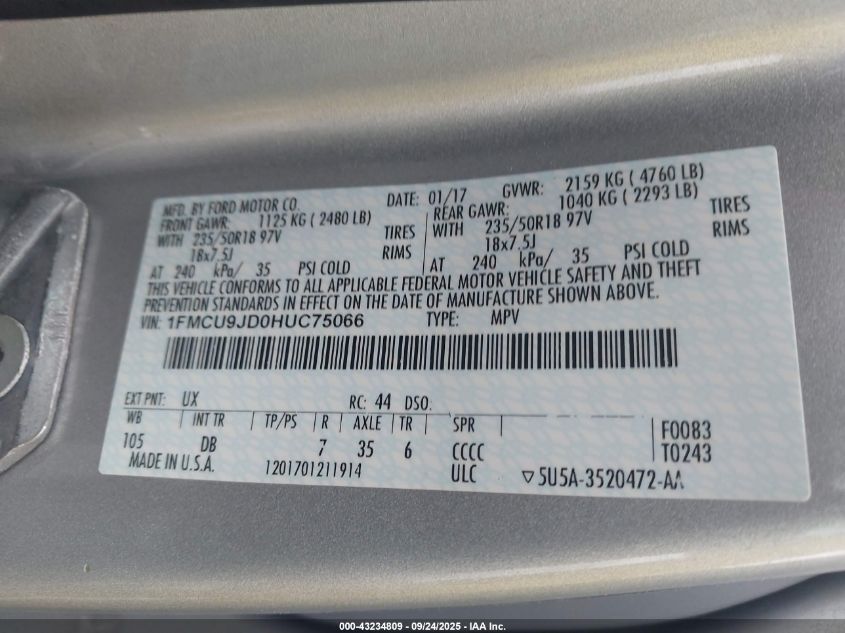 MFD. BY FORD MOTOR CO. DATE: 01/17 GVWR: 2159 KG ( 4760 LB)
FRONT GAWR: 1125 KG ( 2480 LB) REAR GAWR: 1040 KG ( 2293 LB)
WITH 235/50R18 97V TIRES WITH 235/50R18 97V TIRES
18x7.5J RIMS 18x7.5J RIMS
AT 240 kPa/ 35 PSI COLD AT 240 kPa/ 35 PSI COLD
THIS VEHICLE CONFORMS TO ALL APPLICABLE FEDERAL MOTOR VEHICLE SAFETY AND THEFT
PREVENTION STANDARDS IN EFFECT ON THE DATE OF MANUFACTURE SHOWN ABOVE.
VIN: 1FMCU9JD0HUC75066 TYPE: MPV
EXT PNT: UX RC: 44 DSO:
WB INT TR TP/PS R AXLE TR SPR F0083
105 DB 7 35 6 CCCC T0243
MADE IN U.S.A. 1201701211914 ULC ▽5U5A-3520472-AA
000-43234809 - 09/24/2025 - IAA Inc.